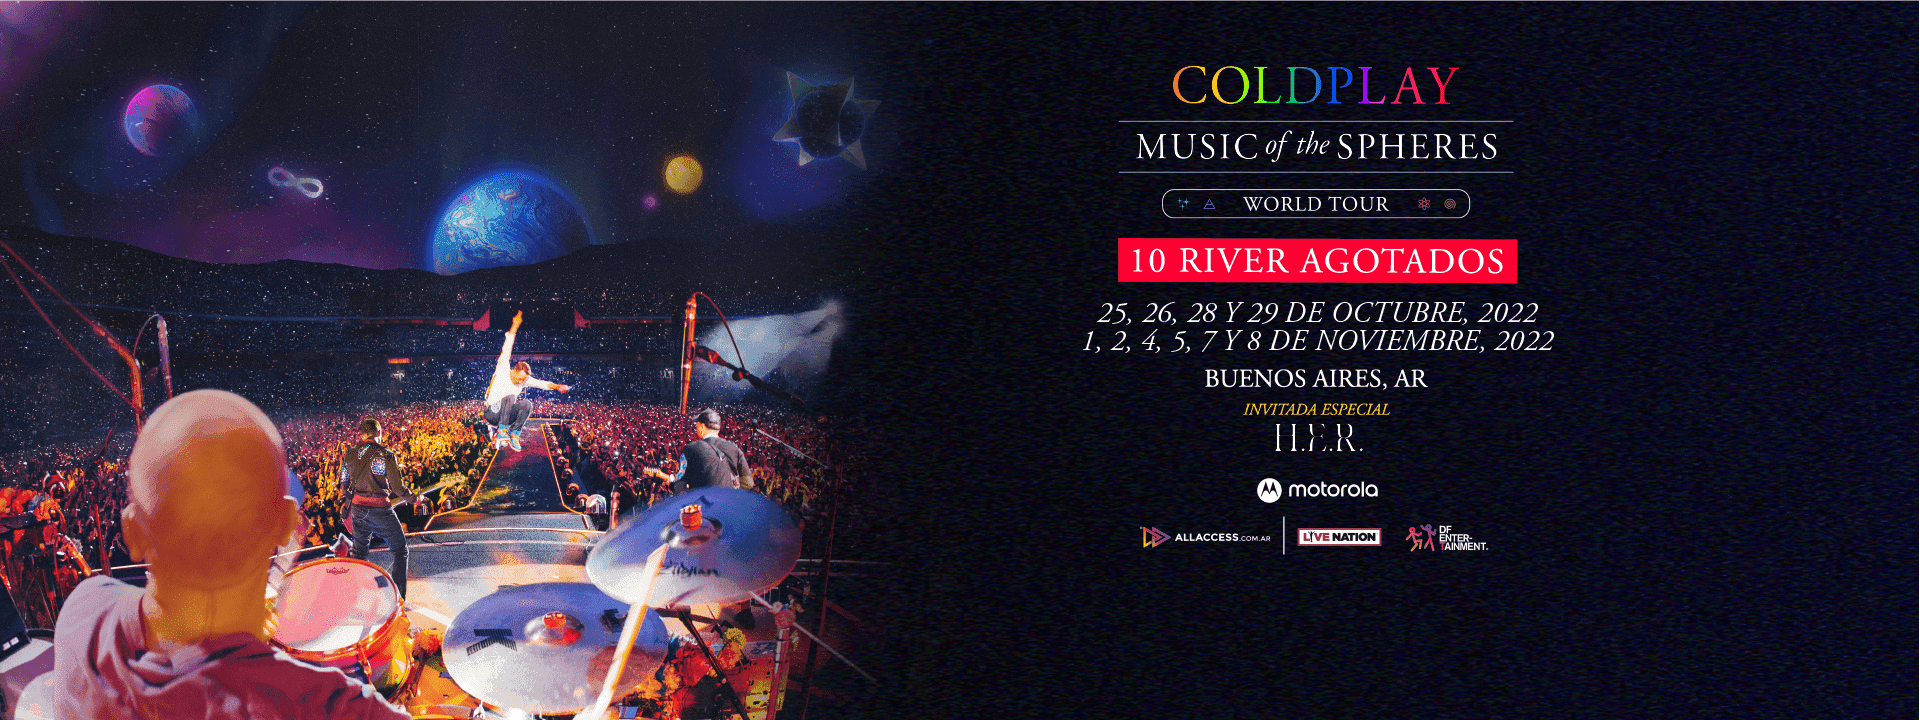 COLDPLAY
MUSIC of the SPHERES
WORLD TOUR
10 RIVER AGOTADOS
25, 26, 28 Y 29 DE OCTUBRE, 2022
1, 2, 4, 5, 7 Y 8 DE NOVIEMBRE, 2022
BUENOS AIRES, AR
INVITADA ESPECIAL
H.E.R.
motorola
ALLACCESS.COM.AR
LIVE NATION
DF
ENTER-
TAINMENT.
Zildjian
K